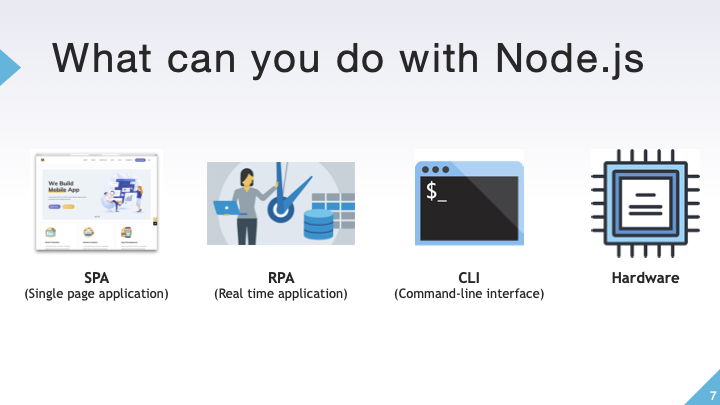 What can you do with Node.js
We Build
Mobile App
$_
SPA
(Single page application)
RPA
(Real time application)
CLI
(Command-line interface)
Hardware
7